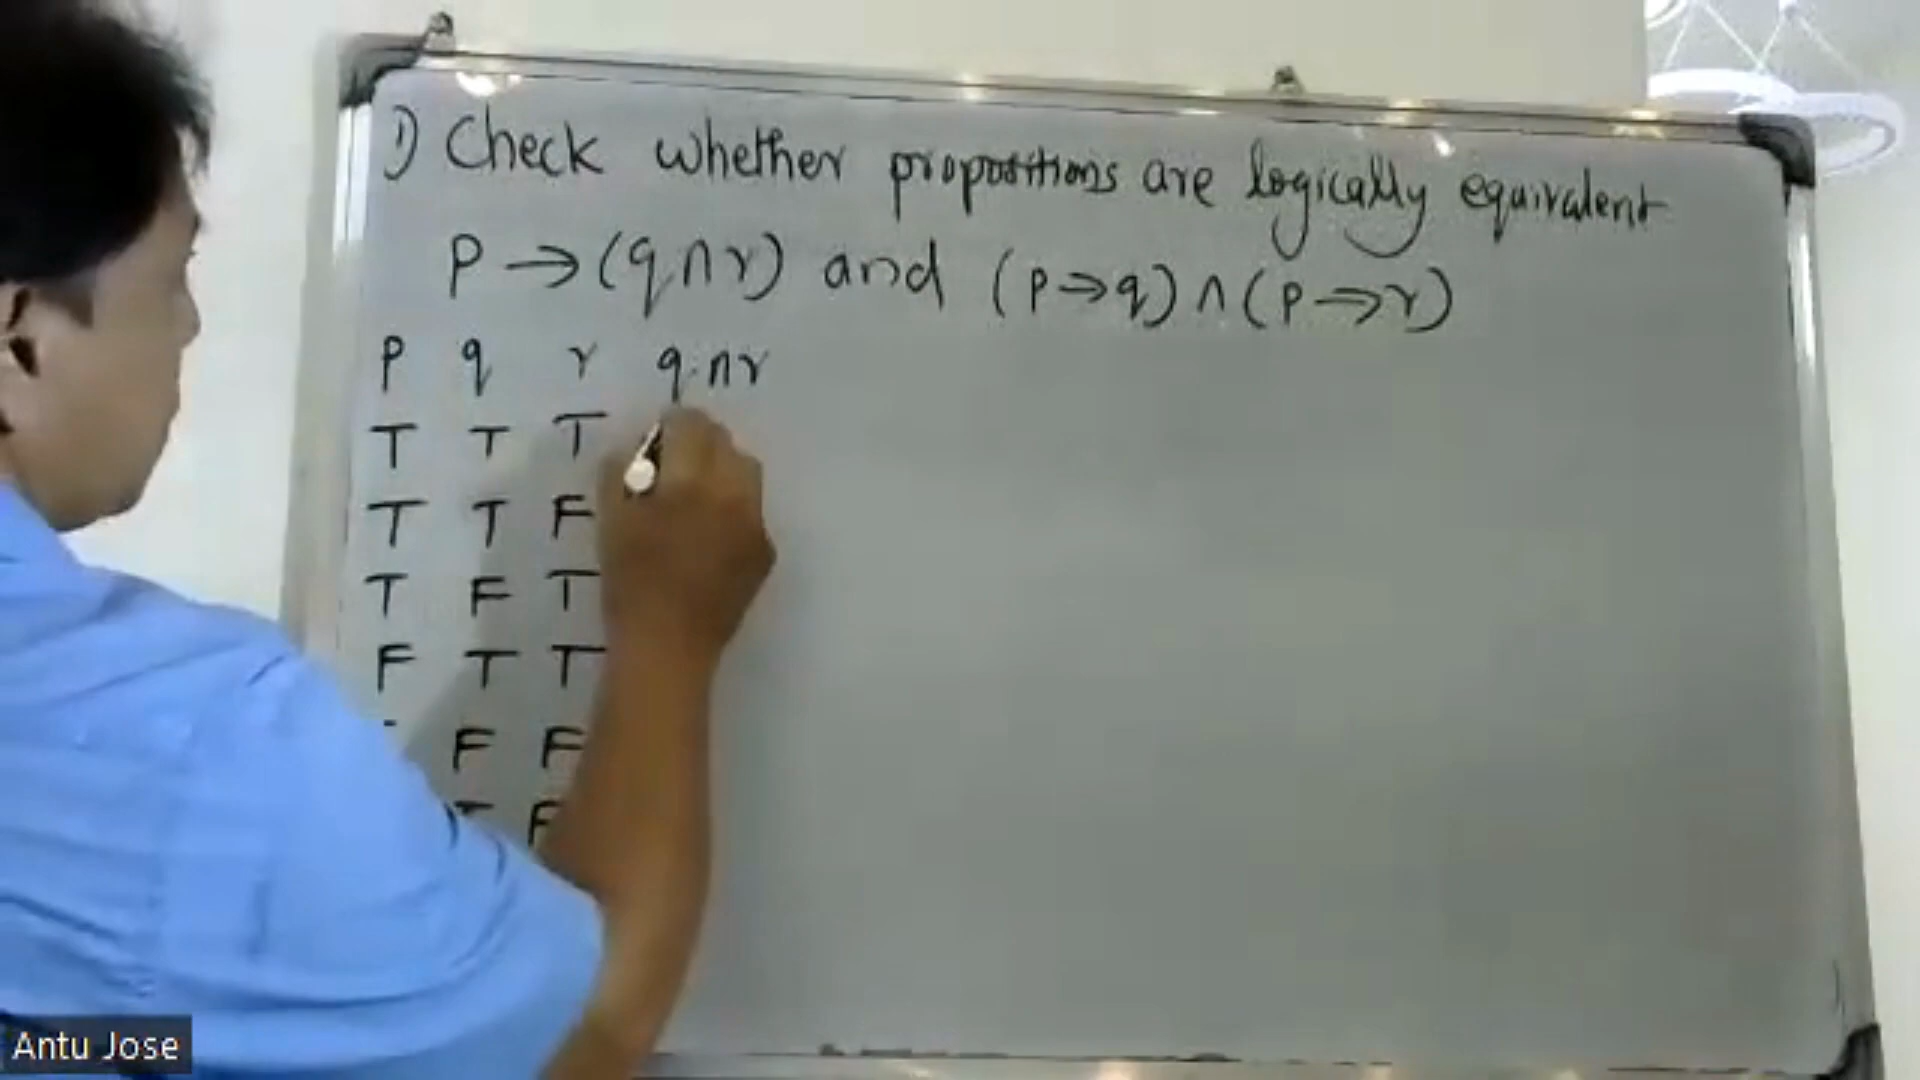 1) Check whether propositions are logically equivalent
p → (q ∧ r) and (p → q) ∧ (p → r)
p q r q ∧ r
T T T
T T F
T F T
F T T
F F
T F
Antu Jose